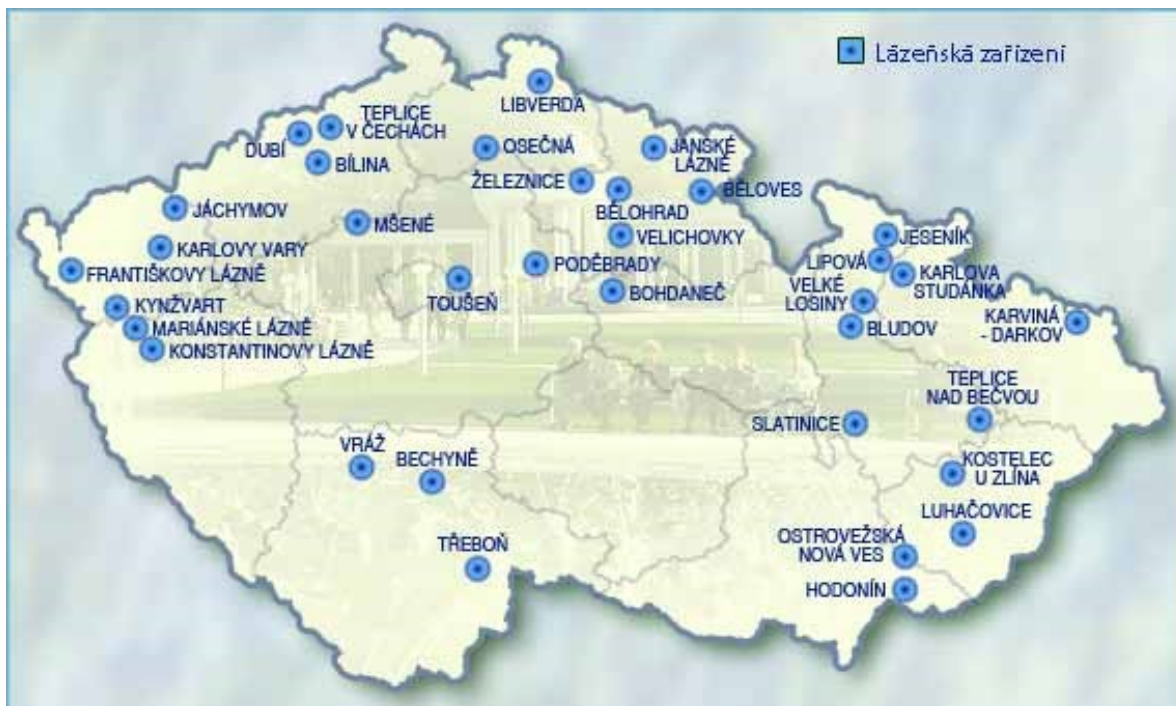 Lázeňská zařízení
LIBVERDA
TEPLICE
V ČECHÁCH
DUBÍ
BÍLINA
OSEČNÁ
JANSKÉ
LÁZNĚ
ŽELEZNICE
BĚLOVES
BĚLOHRAD
JÁCHYMOV
MŠENÉ
VELICHOVKY
JESENÍK
KARLOVY VARY
FRANTIŠKOVY LÁZNĚ
PODĚBRADY
LIPOVÁ
KARLOVA
STUDÁNKA
TOUŠEŇ
BOHDANEČ
VELKÉ
LOSINY
KYNŽVART
MARIÁNSKÉ LÁZNĚ
KONSTANTINOVY LÁZNĚ
BLUDOV
KARVINÁ
- DARKOV
TEPLICE
NAD BEČVOU
SLATINICE
VRÁŽ
BECHYNĚ
KOSTELEC
U ZLÍNA
LUHAČOVICE
TŘEBOŇ
OSTROVEŽSKÁ
NOVÁ VES
HODONÍN